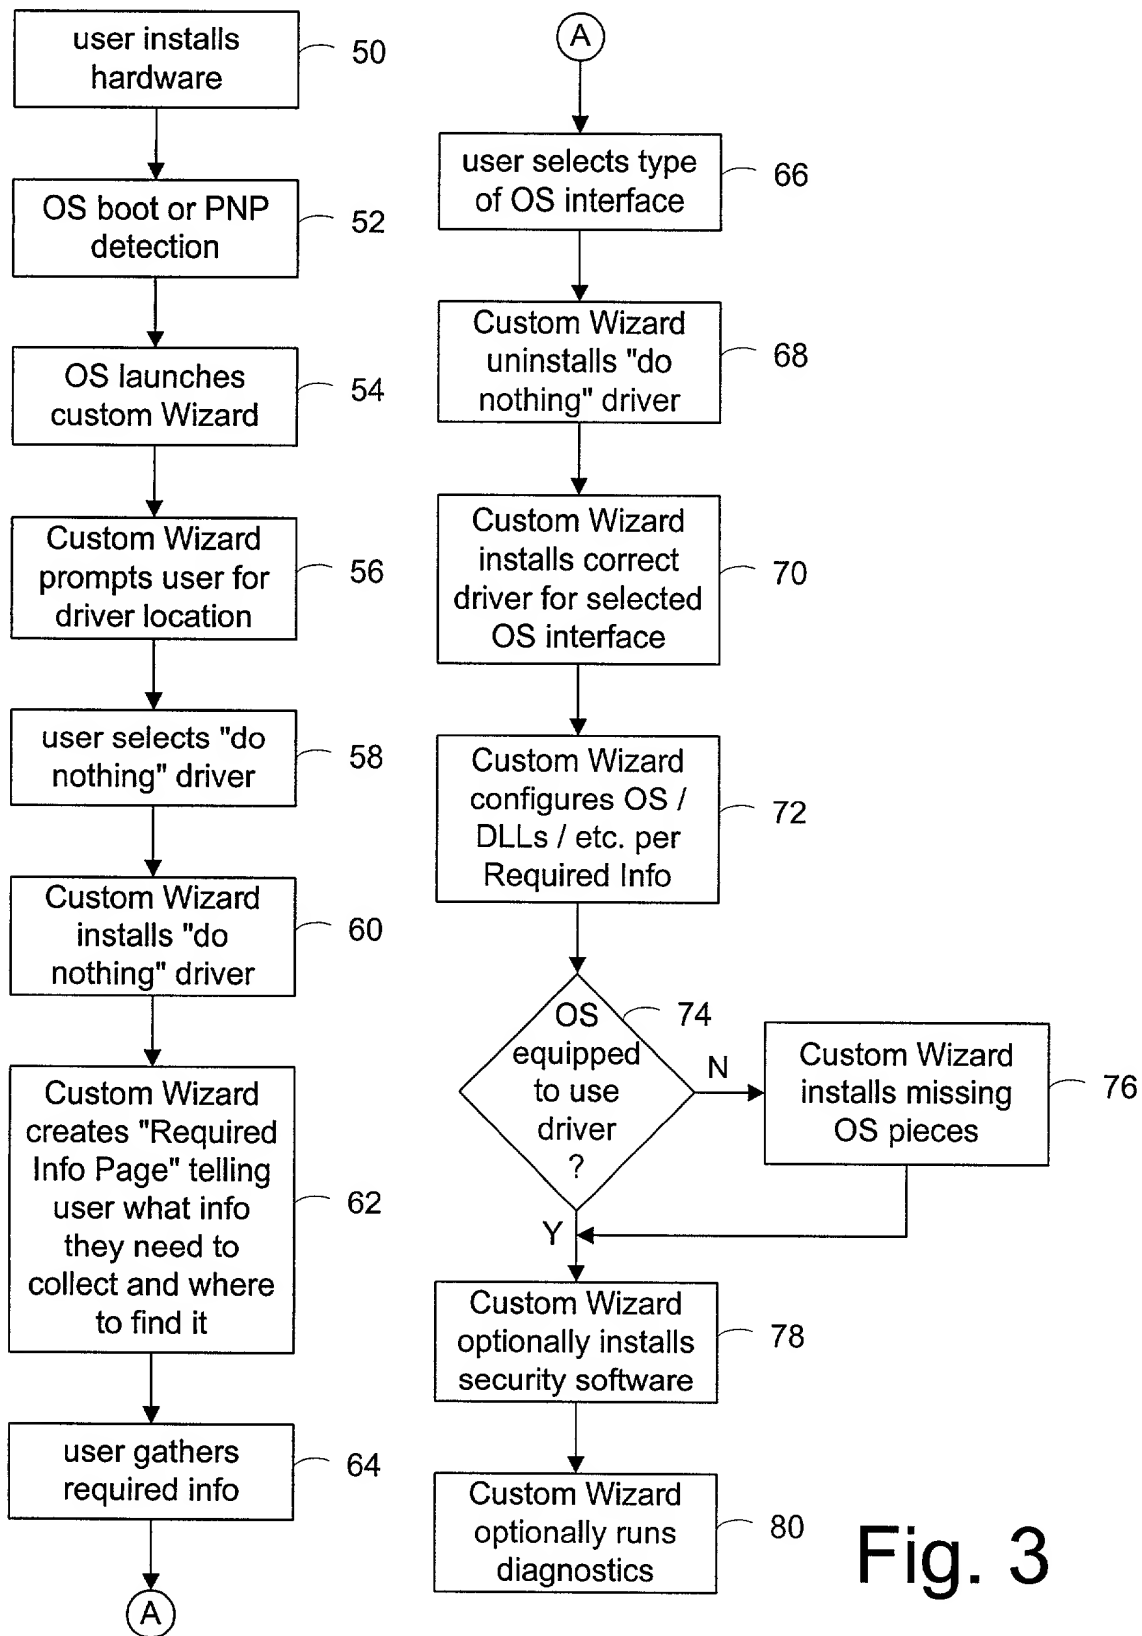 user installs
hardware
50
OS boot or PNP
detection
52
OS launches
custom Wizard
54
Custom Wizard
prompts user for
driver location
56
user selects "do
nothing" driver
58
Custom Wizard
installs "do
nothing" driver
60
Custom Wizard
creates "Required
Info Page" telling
user what info
they need to
collect and where
to find it
62
user gathers
required info
64
A
A
user selects type
of OS interface
66
Custom Wizard
uninstalls "do
nothing" driver
68
Custom Wizard
installs correct
driver for selected
OS interface
70
Custom Wizard
configures OS /
DLLs / etc. per
Required Info
72
OS
equipped
to use
driver
?
74
N
Custom Wizard
installs missing
OS pieces
76
Y
Custom Wizard
optionally installs
security software
78
Custom Wizard
optionally runs
diagnostics
80
Fig. 3